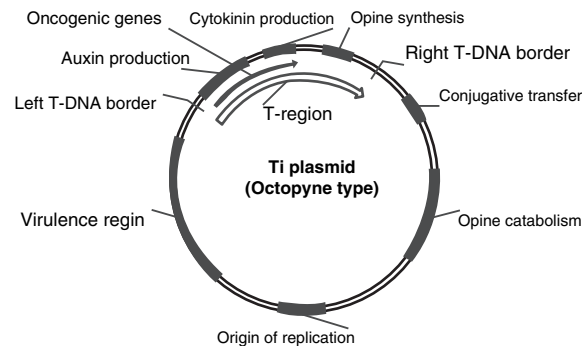 Oncogenic genes
Cytokinin production
Opine synthesis
Auxin production
Right T-DNA border
Left T-DNA border
T-region
Conjugative transfer
Ti plasmid
(Octopyne type)
Virulence regin
Opine catabolism
Origin of replication